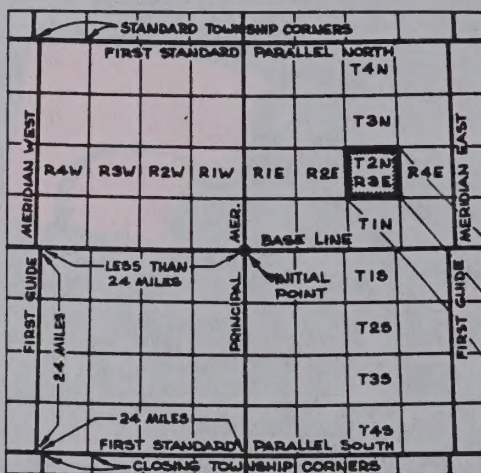 STANDARD TOWNSHIP CORNERS
FIRST STANDARD PARALLEL NORTH
T4N
T3N
MERIDIAN WEST
R4W R3W R2W R1W R1E R2E T2N R4E
R3E
MERIDIAN EAST
T1N
MER.
BASE LINE
LESS THAN
24 MILES
INITIAL
POINT
T1S
FIRST GUIDE
PRINCIPAL
FIRST GUIDE
24 MILES
T2S
T3S
24 MILES
T4S
FIRST STANDARD PARALLEL SOUTH
CLOSING TOWNSHIP CORNERS